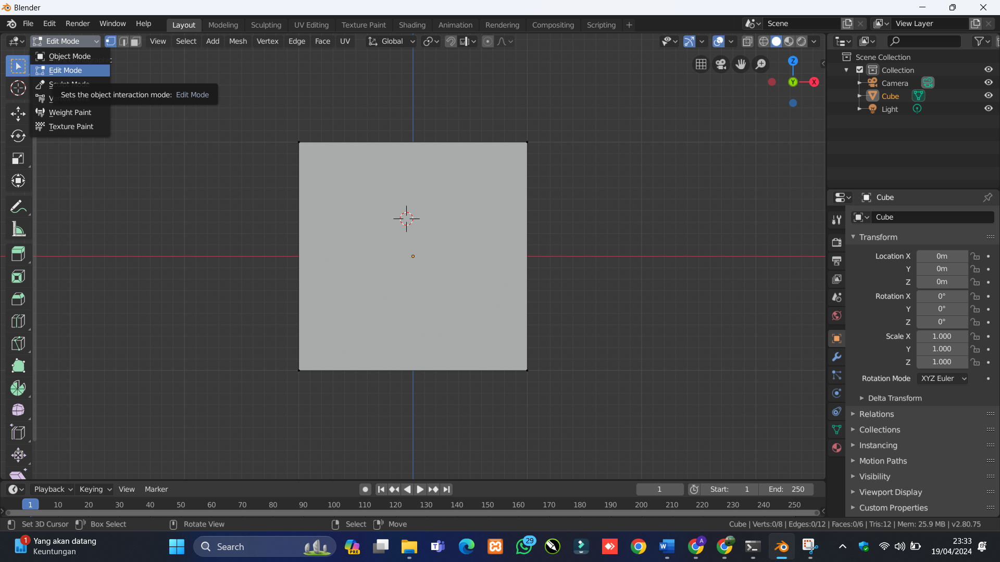 Blender
File Edit Render Window Help Layout Modeling Sculpting UV Editing Texture Paint Shading Animation Rendering Compositing Scripting + Scene View Layer
Edit Mode View Select Add Mesh Vertex Edge Face UV Global
Object Mode
Edit Mode
Sculpt Mode
V
Sets the object interaction mode: Edit Mode
Weight Paint
Texture Paint
Z
Y
X
Scene Collection
Collection
Camera
Cube
Light
Cube
Cube
Transform
Location X 0m
Y 0m
Z 0m
Rotation X 0°
Y 0°
Z 0°
Scale X 1.000
Y 1.000
Z 1.000
Rotation Mode XYZ Euler
Delta Transform
Relations
Collections
Instancing
Motion Paths
Visibility
Viewport Display
Custom Properties
Playback Keying View Marker 1 Start: 1 End: 250
1 10 20 30 40 50 60 70 80 90 100 110 120 130 140 150 160 170 180 190 200 210 220 230 240 250
Set 3D Cursor Box Select Rotate View Select Move Cube | Verts:0/8 | Edges:0/12 | Faces:0/6 | Tris:12 | Mem: 25.9 MB | v2.80.75
1 Yang akan datang
Keuntungan
Search
PRE
29
A
23:33
19/04/2024